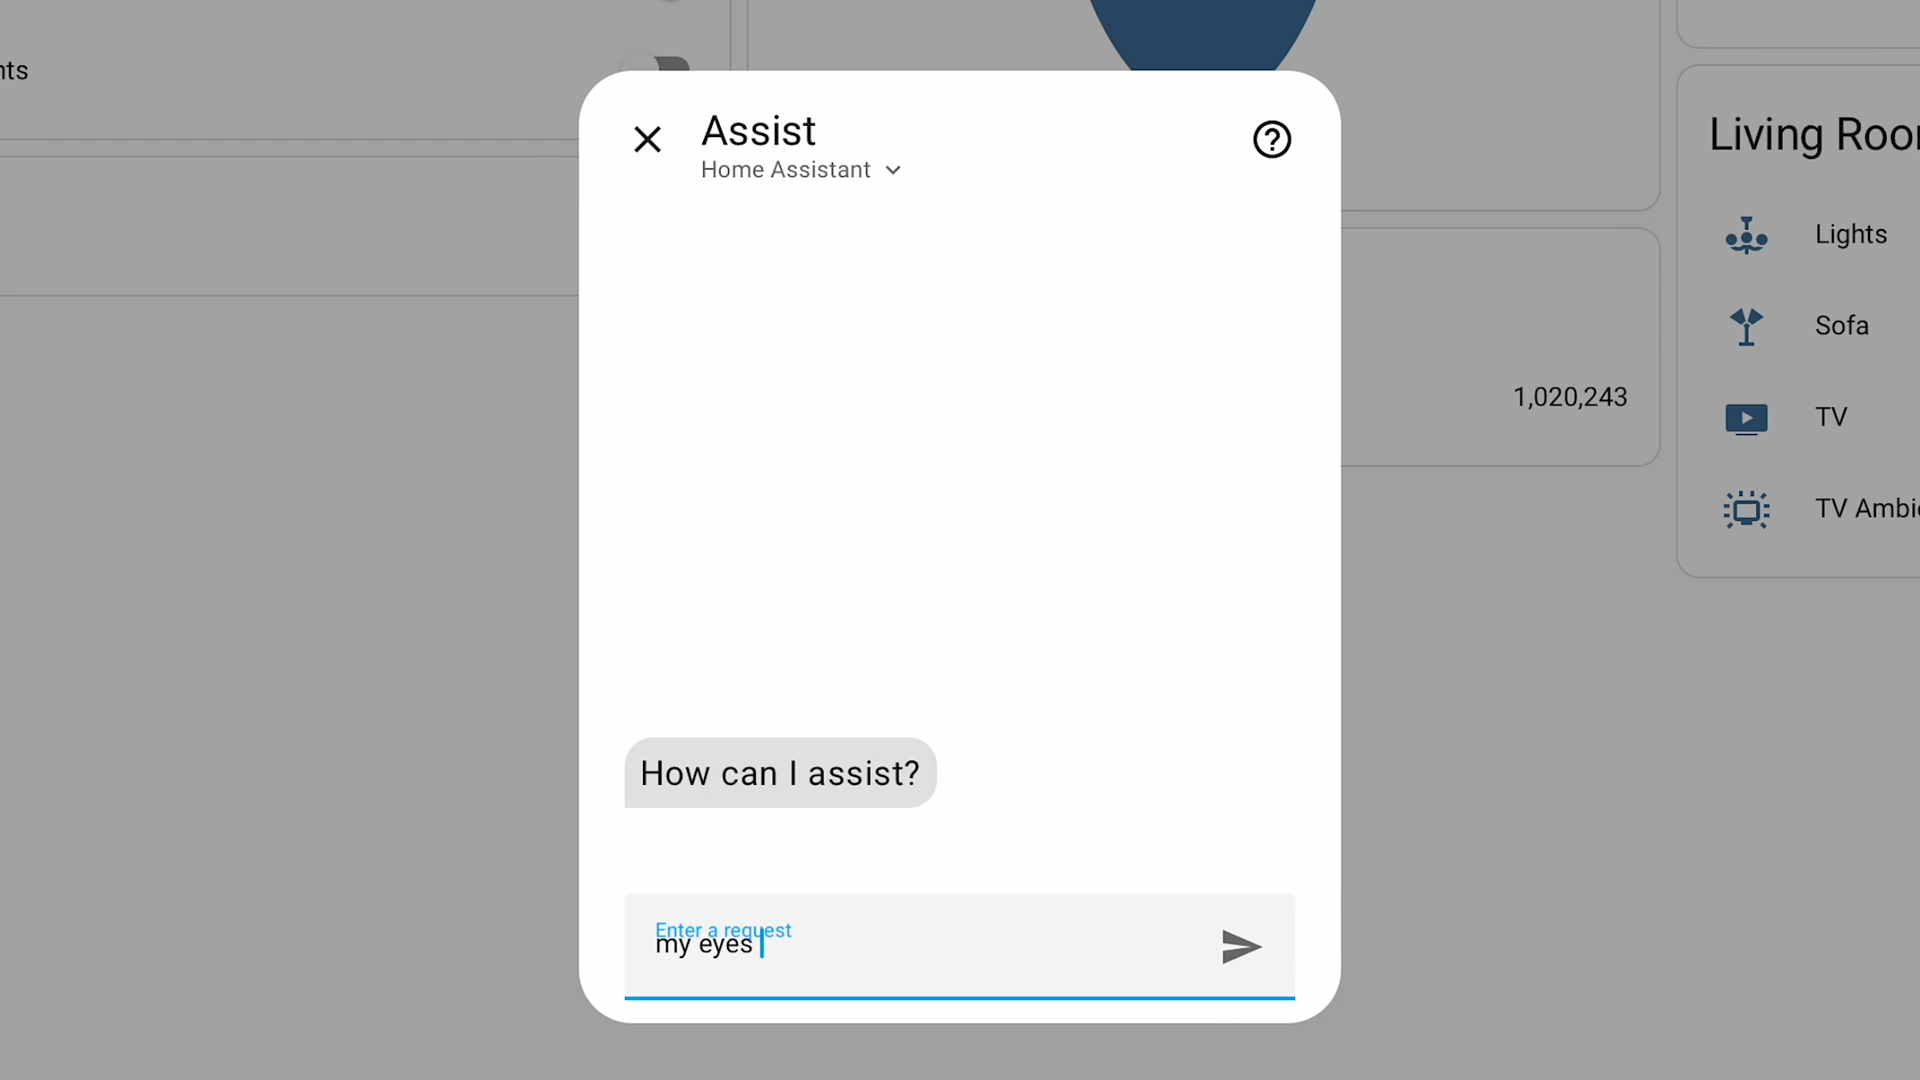 nts
Assist
Home Assistant
Living Roo
Lights
Sofa
1,020,243
TV
TV Ambi
How can I assist?
Enter a request
my eyes